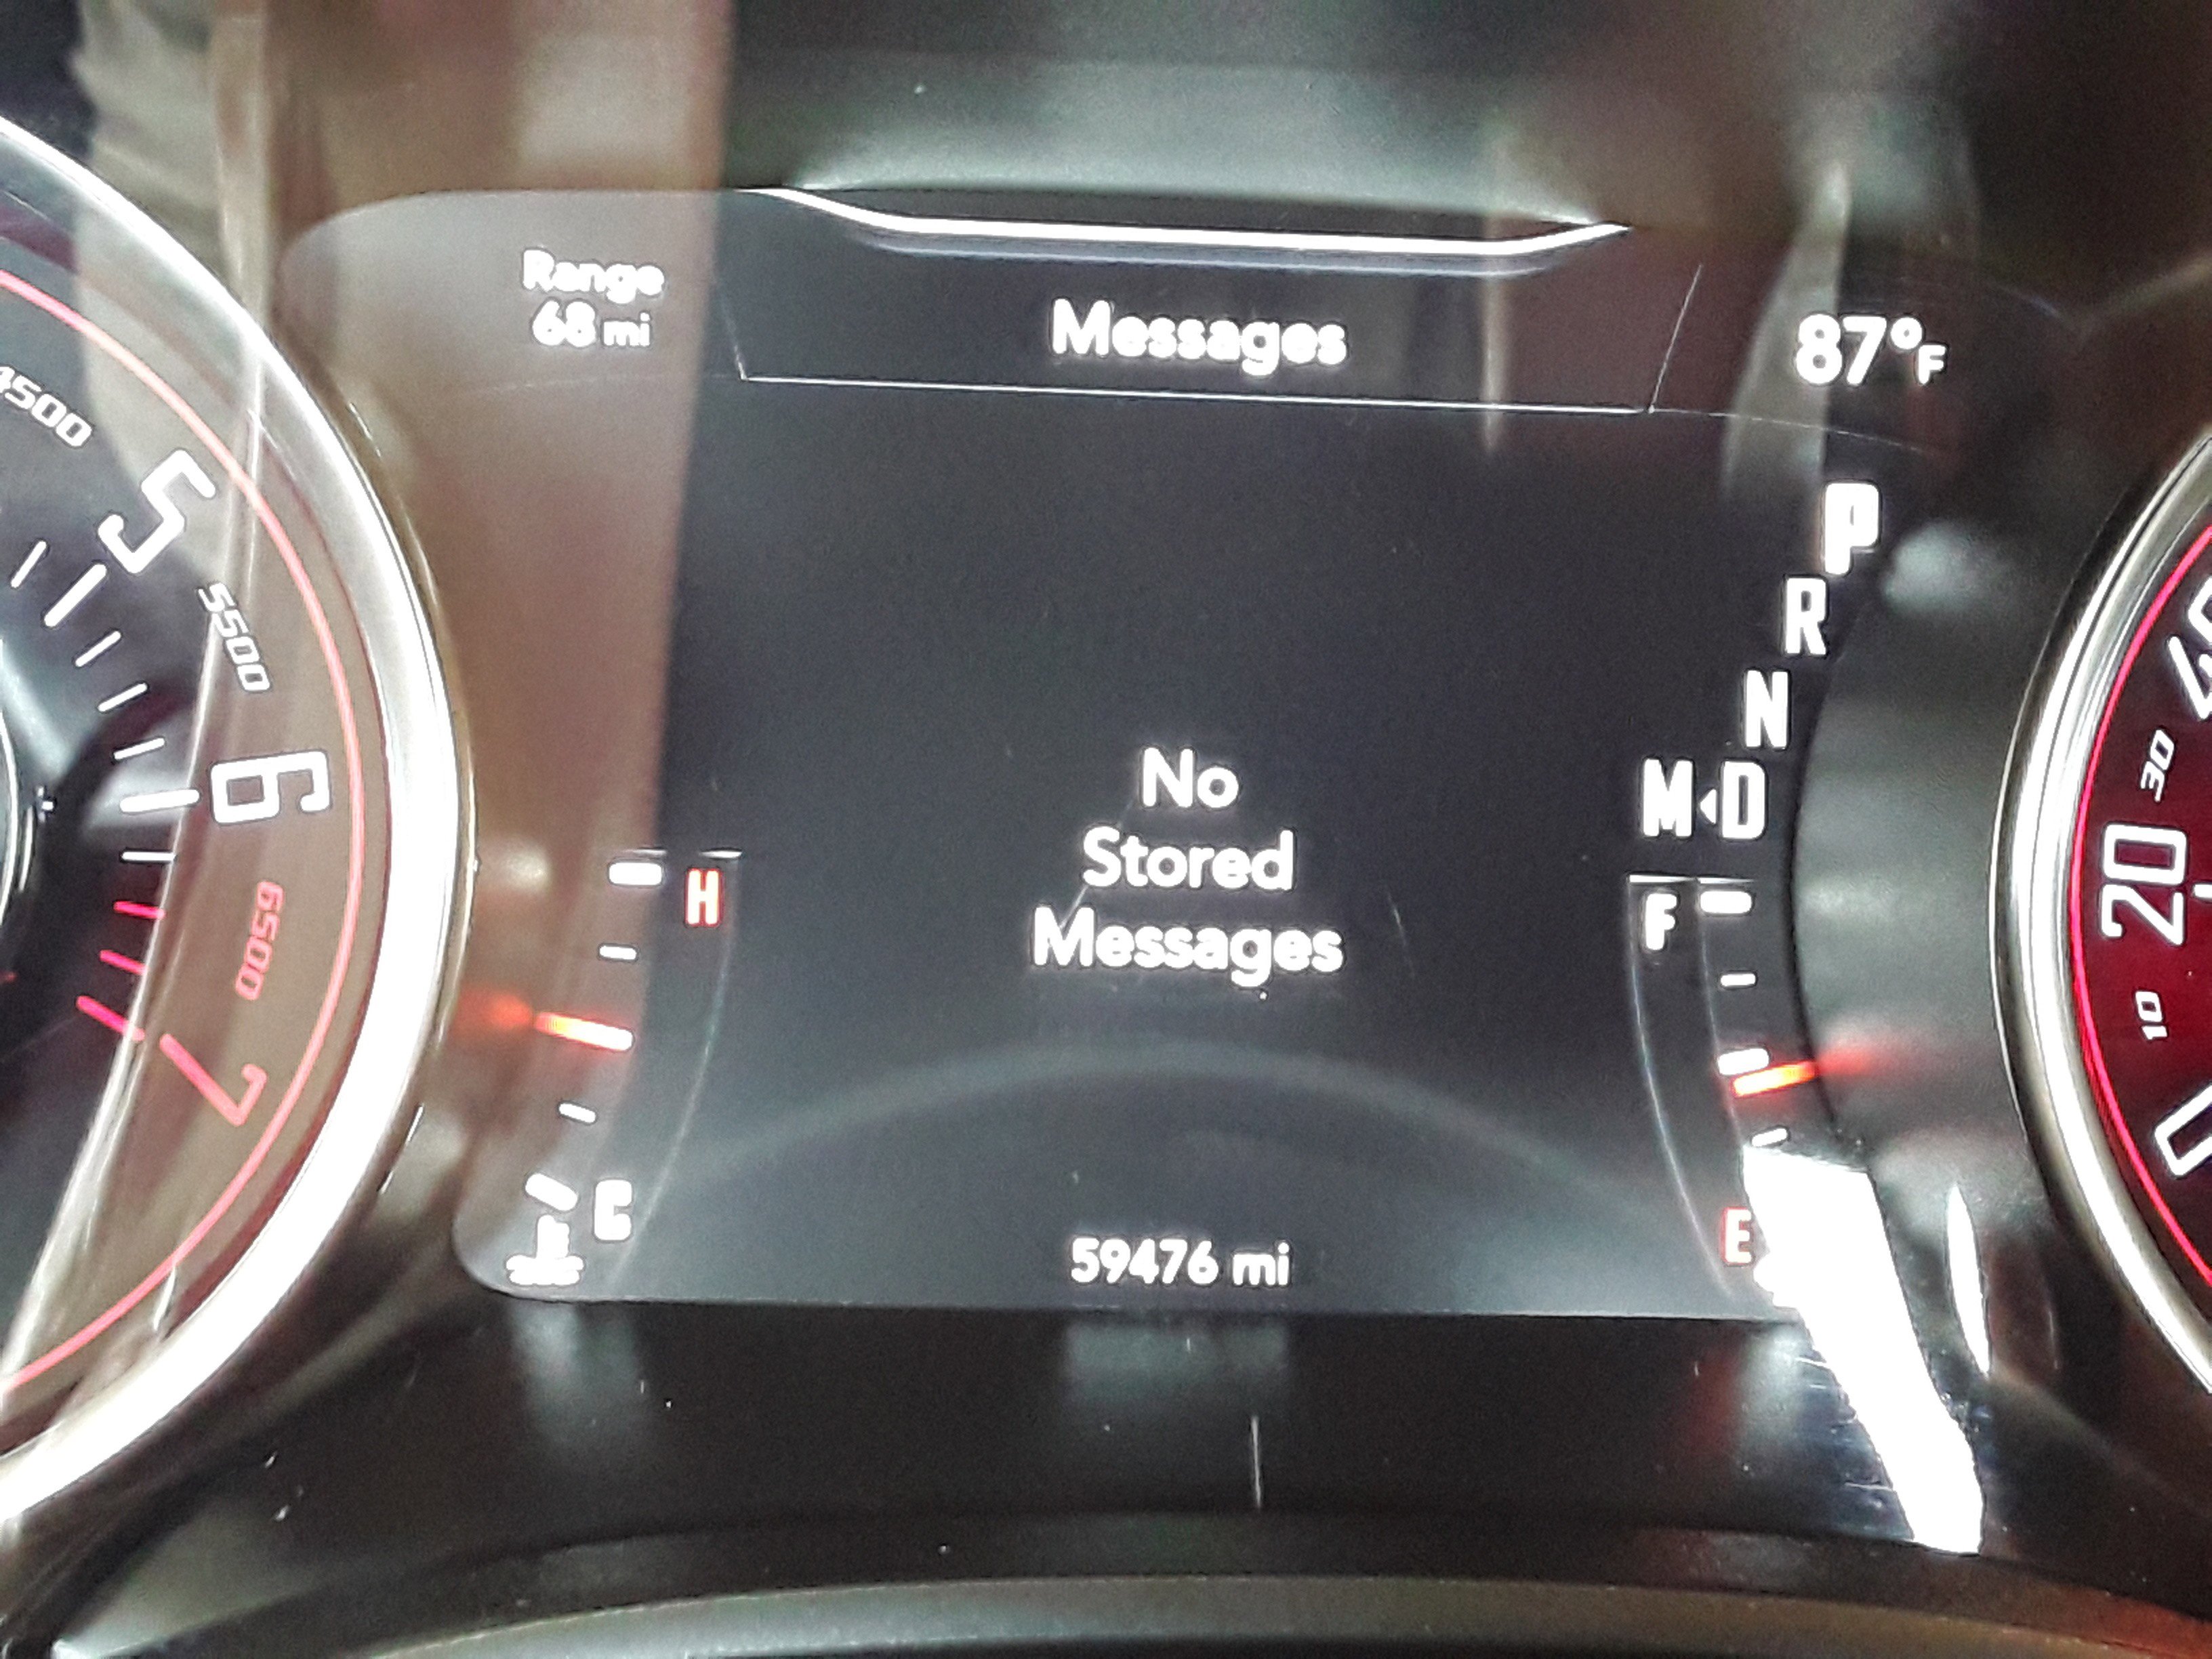 Range
68 mi
Messages
87°F
4500
5
5500
6
6500
7
P
R
N
M D
H
C
No
Stored
Messages
F
E
59476 mi
40
30
20
10
0